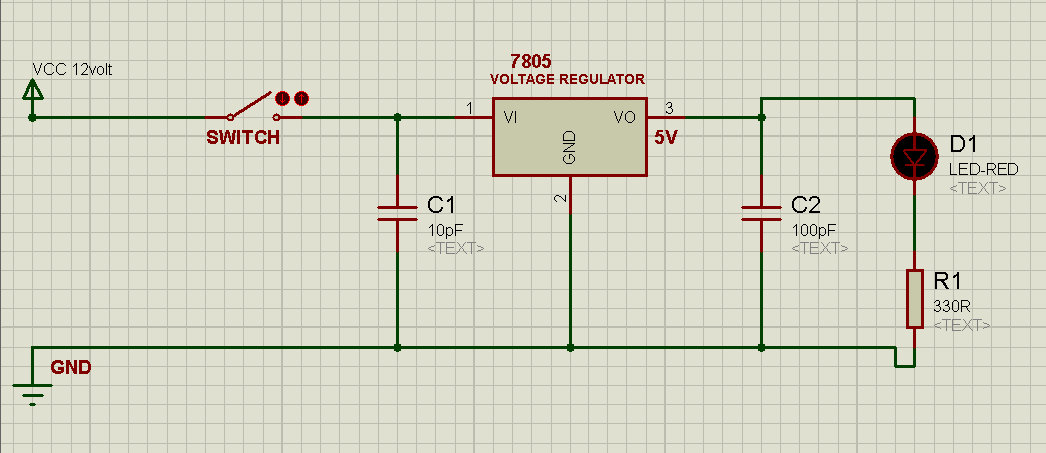 VCC 12volt
SWITCH
7805
VOLTAGE REGULATOR
1
VI
VO
3
GND
5V
2
C1
10pF
<TEXT>
C2
100pF
<TEXT>
D1
LED-RED
<TEXT>
R1
330R
<TEXT>
GND